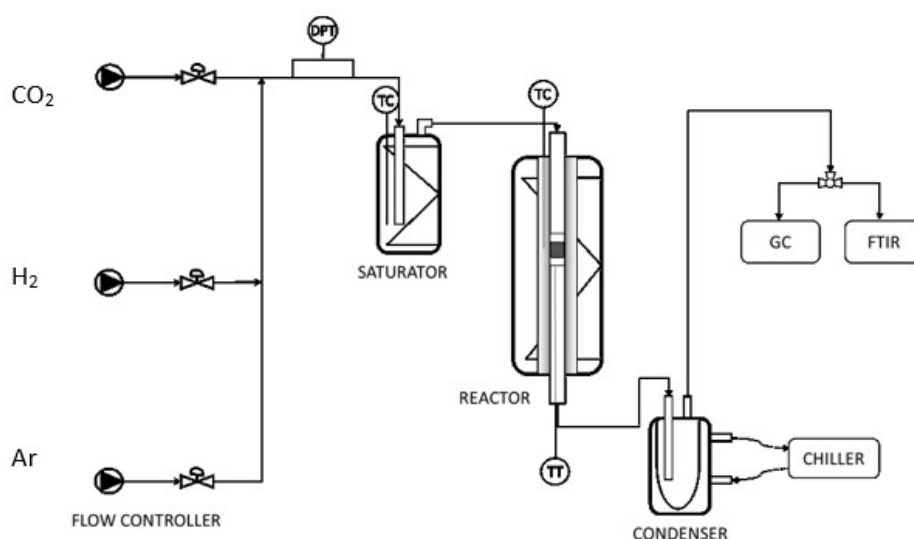 DPT
CO₂
TC
TC
GC
FTIR
SATURATOR
H₂
REACTOR
CHILLER
Ar
TT
FLOW CONTROLLER
CONDENSER